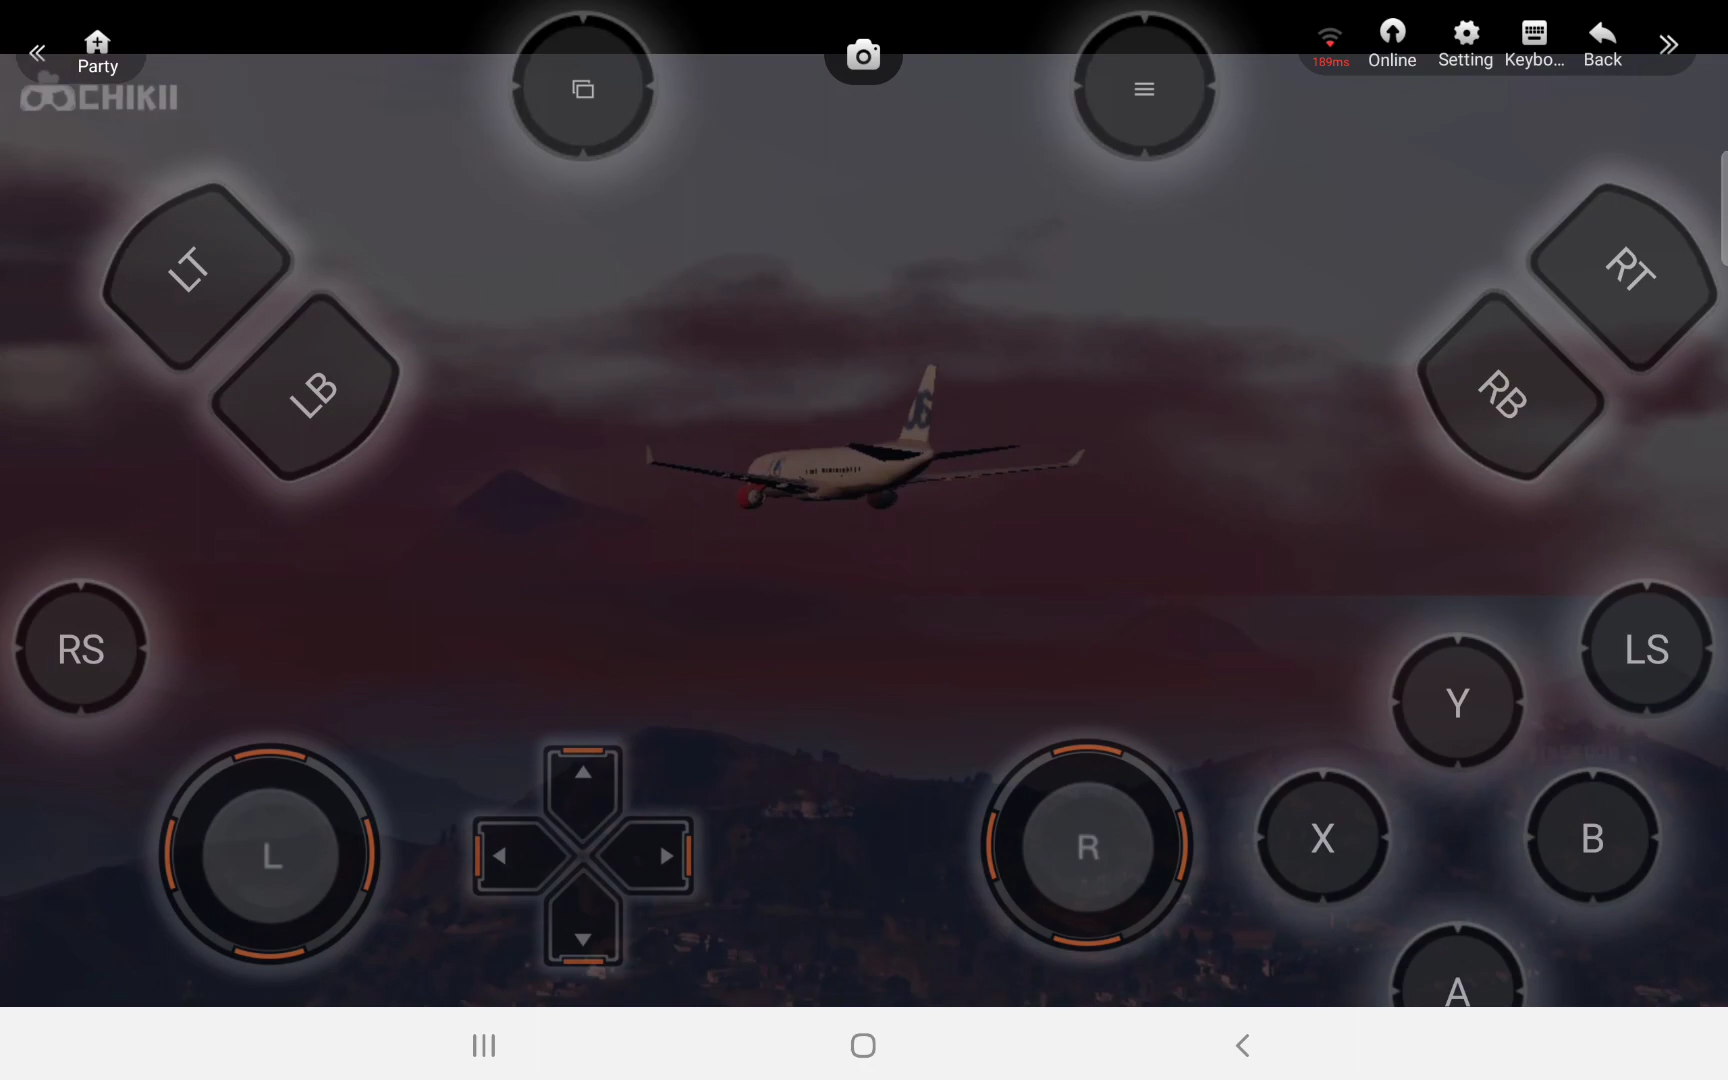 Party
189ms
Online
Setting
Keybo...
Back
CHIKII
LT
LB
RT
RB
RS
LS
Y
X
B
A
L
R